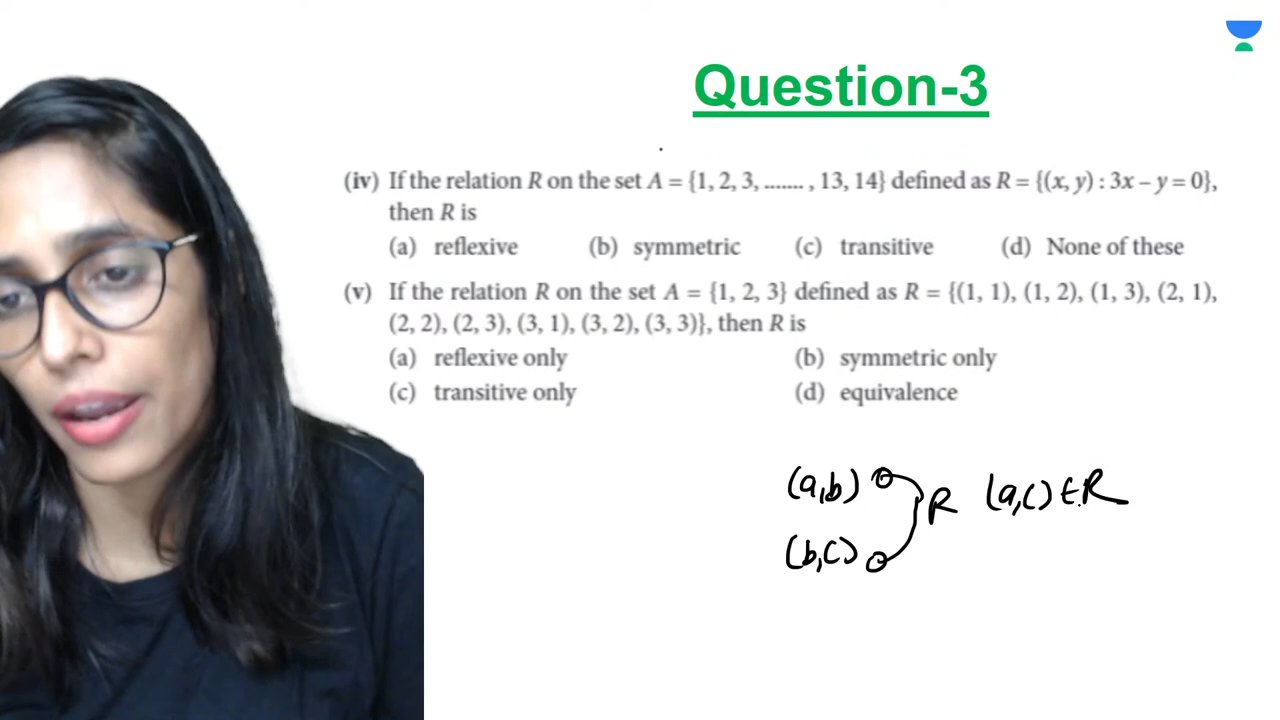 Question-3
(iv) If the relation R on the set A = {1, 2, 3, ......., 13, 14} defined as R = {(x, y) : 3x – y = 0},
then R is
(a) reflexive (b) symmetric (c) transitive (d) None of these
(v) If the relation R on the set A = {1, 2, 3} defined as R = {(1, 1), (1, 2), (1, 3), (2, 1),
(2, 2), (2, 3), (3, 1), (3, 2), (3, 3)}, then R is
(a) reflexive only (b) symmetric only
(c) transitive only (d) equivalence
(a,b) R (a,c) ∈ R
(b,c)